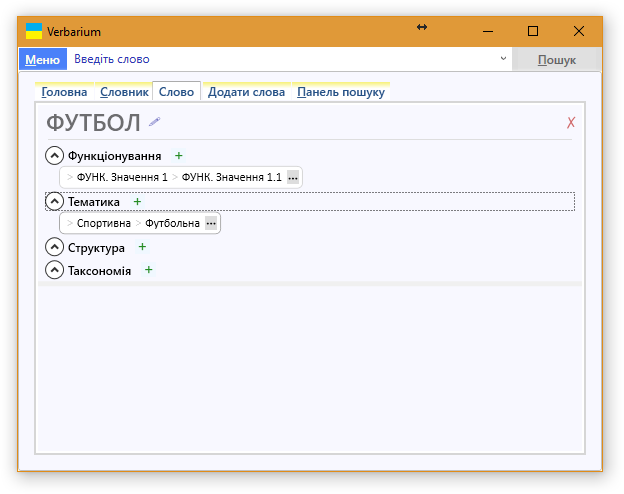 Verbarium
Меню Введіть слово Пошук
Головна Словник Слово Додати слова Панель пошуку
ФУТБОЛ
Функціонування +
> ФУНК. Значення 1 > ФУНК. Значення 1.1 ...
Тематика +
> Спортивна > Футбольна ...
Структура +
Таксономія +